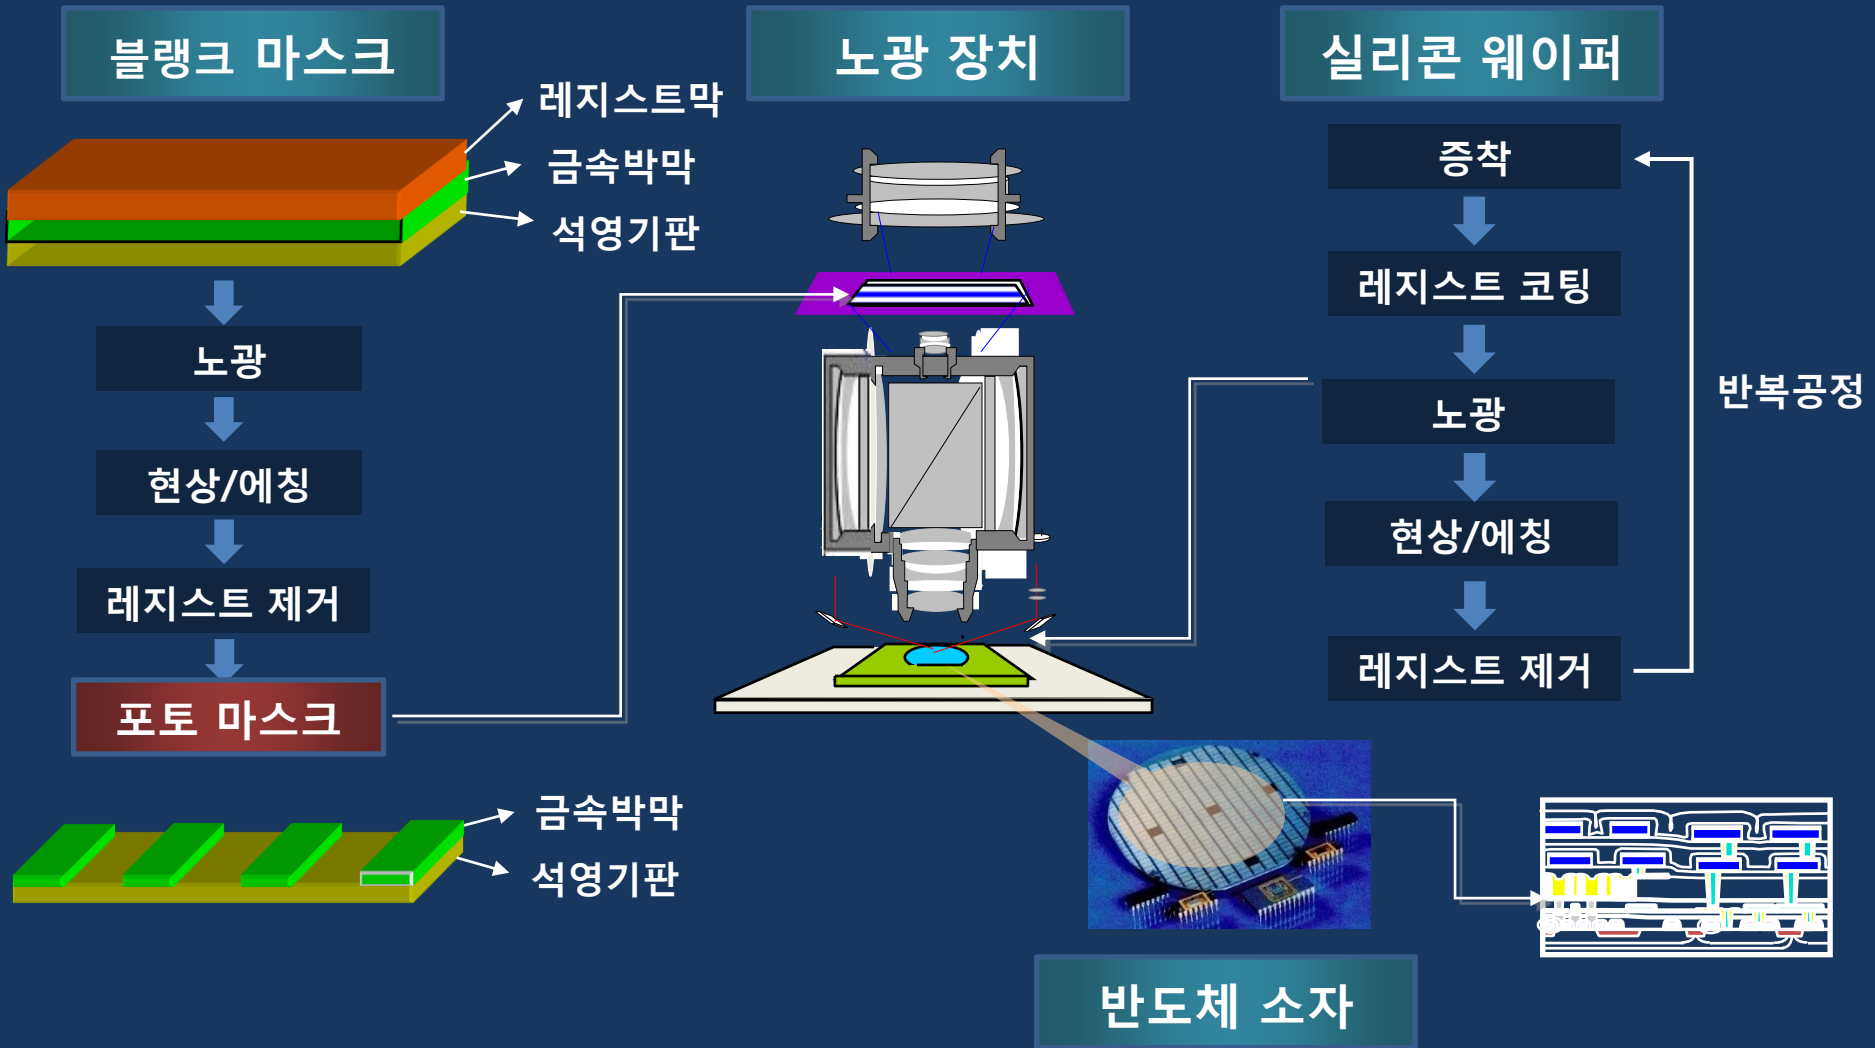 블랭크 마스크
레지스트막
금속박막
석영기판
노광
현상/에칭
레지스트 제거
포토 마스크
금속박막
석영기판
노광 장치
실리콘 웨이퍼
증착
레지스트 코팅
노광
현상/에칭
레지스트 제거
반복공정
반도체 소자